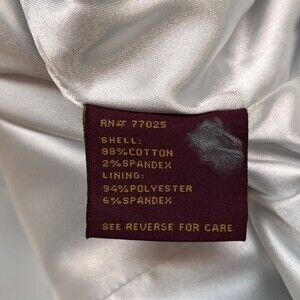 RN# 77025
SHELL:
98%COTTON
2%SPANDEX
LINING:
94%POLYESTER
6%SPANDEX
SEE REVERSE FOR CARE